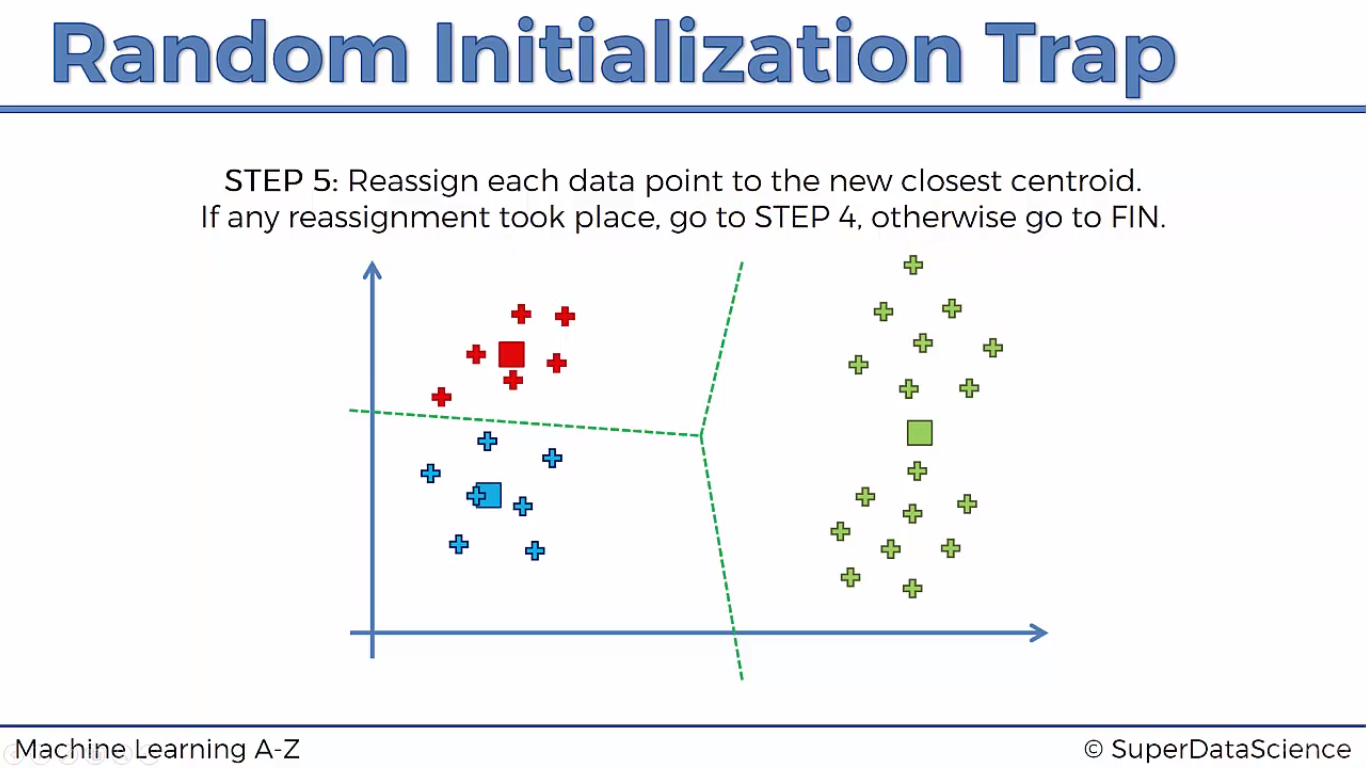 Random Initialization Trap
STEP 5: Reassign each data point to the new closest centroid.
If any reassignment took place, go to STEP 4, otherwise go to FIN.
Machine Learning A-Z
© SuperDataScience